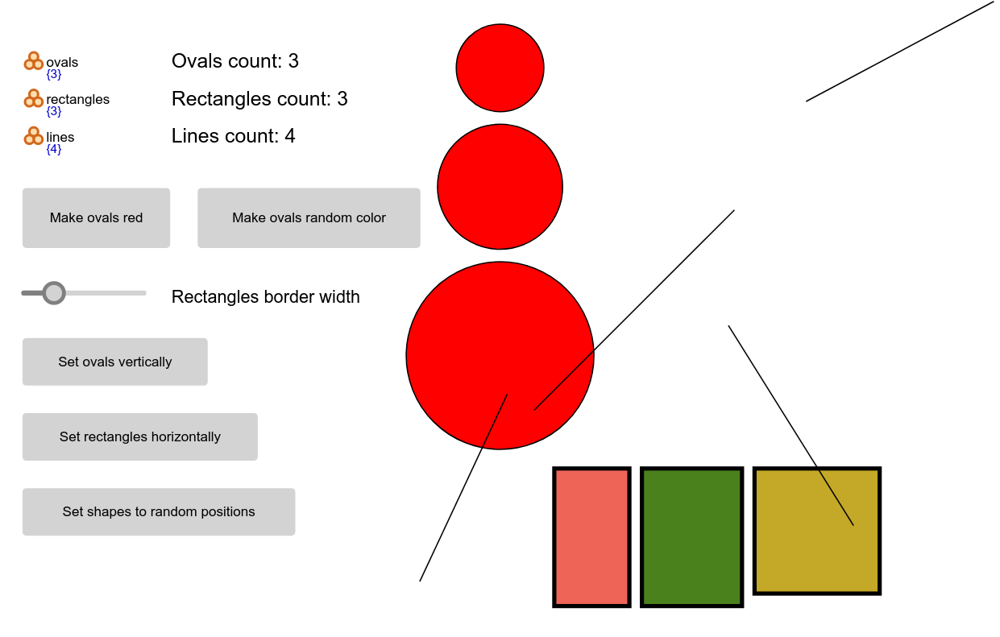 ovals
{3}
Ovals count: 3
rectangles
{3}
Rectangles count: 3
lines
{4}
Lines count: 4
Make ovals red
Make ovals random color
Rectangles border width
Set ovals vertically
Set rectangles horizontally
Set shapes to random positions